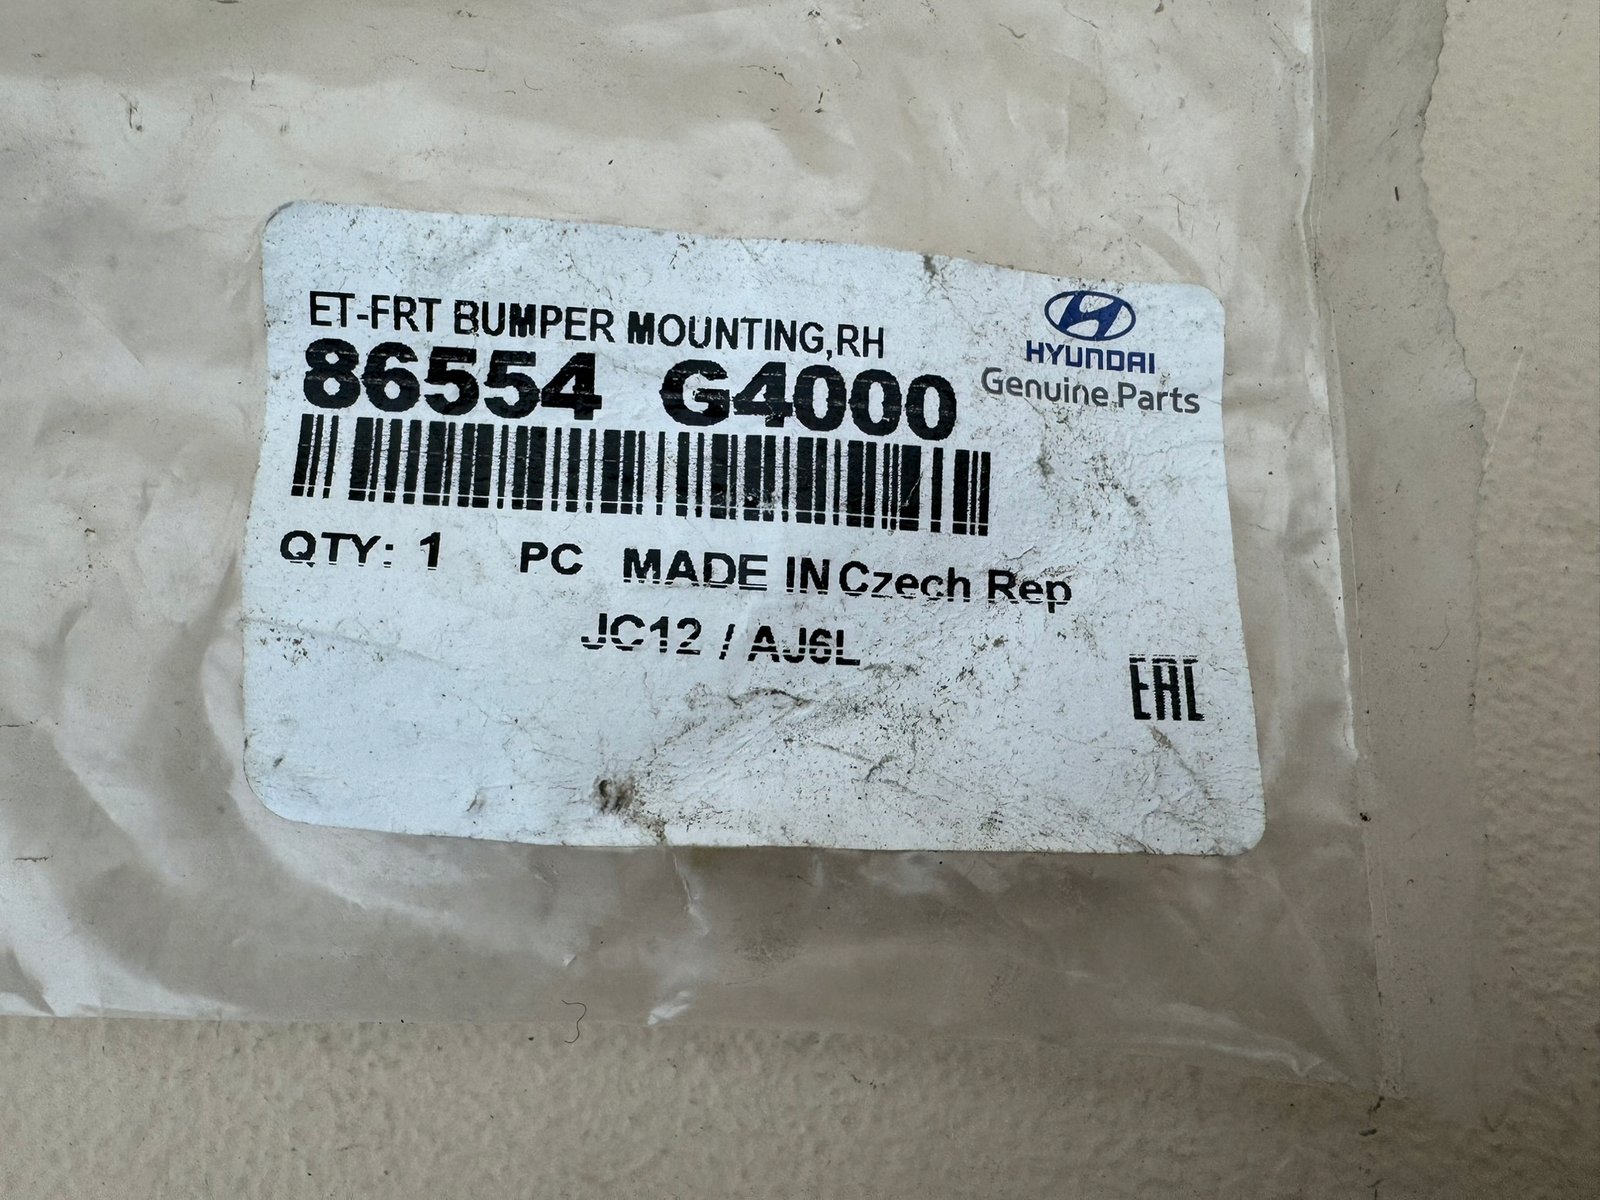 ET-FRT BUMPER MOUNTING,RH
86554 G4000
HYUNDAI
Genuine Parts
QTY: 1 PC MADE IN Czech Rep
JC12 / AJ6L
EAC